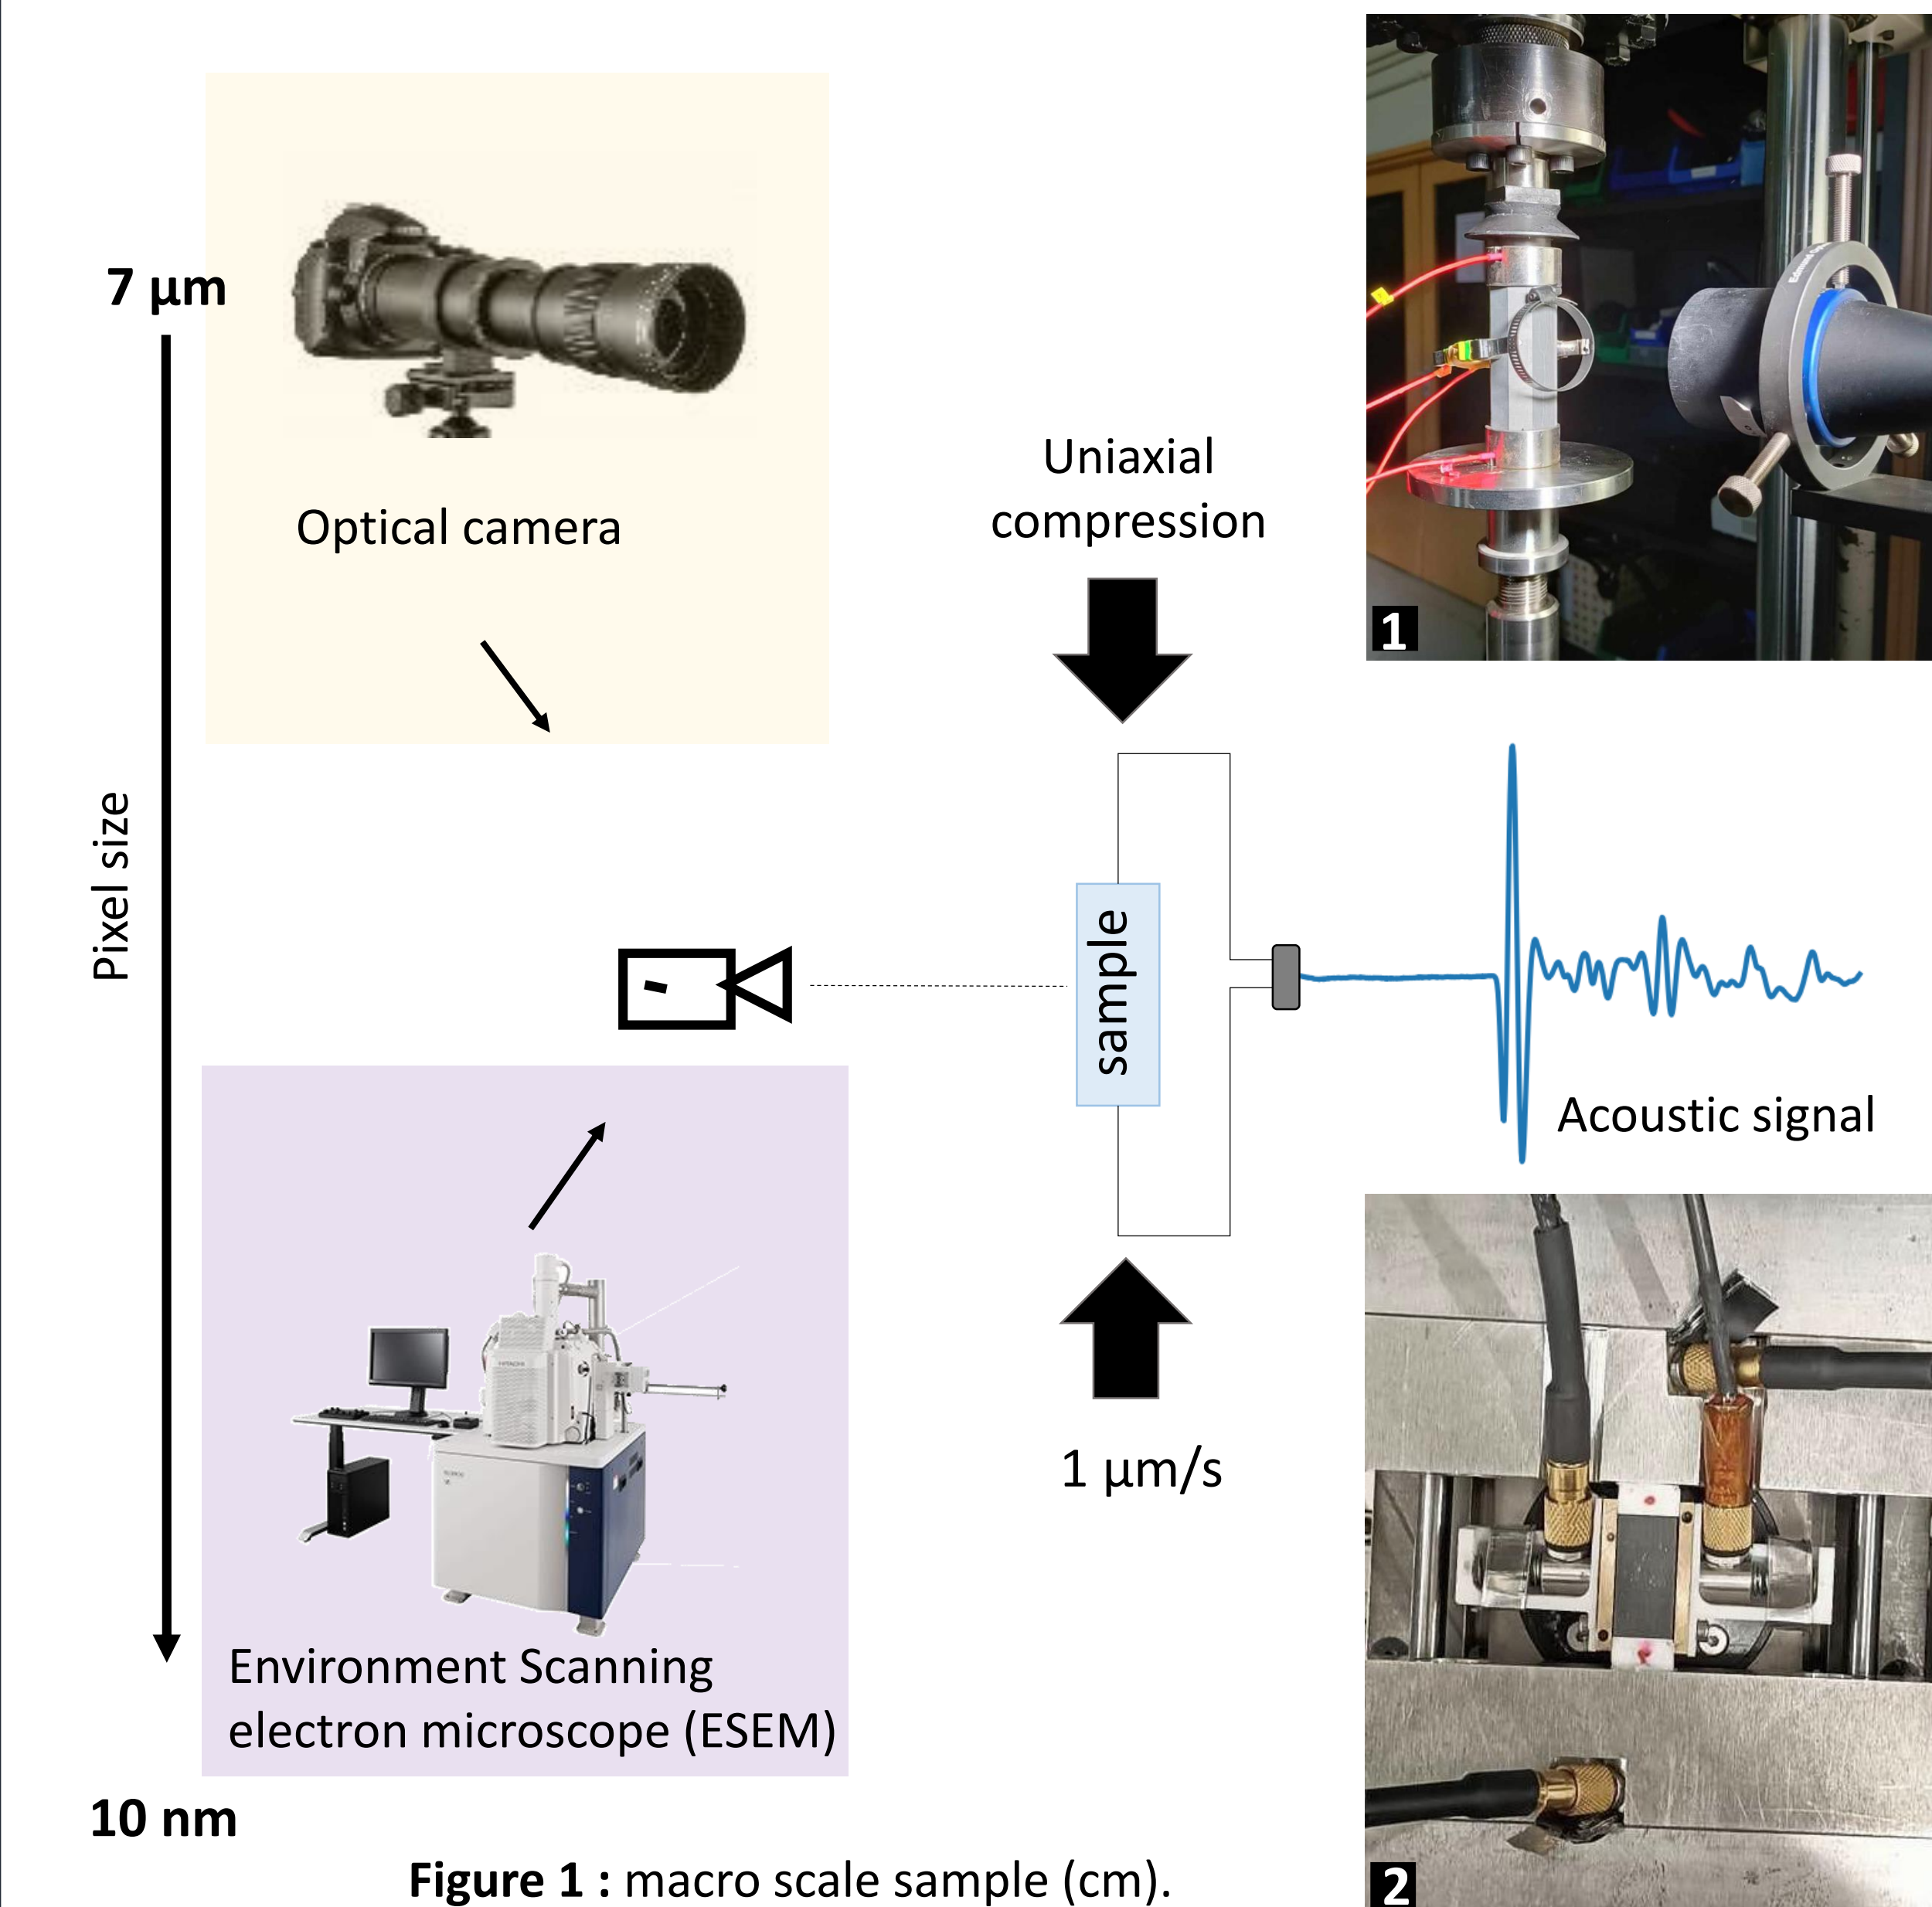 7 µm
Optical camera
Uniaxial
compression
1
Pixel size
sample
Acoustic signal
HITACHI
1 µm/s
Environment Scanning
electron microscope (ESEM)
10 nm
Figure 1 : macro scale sample (cm).
2